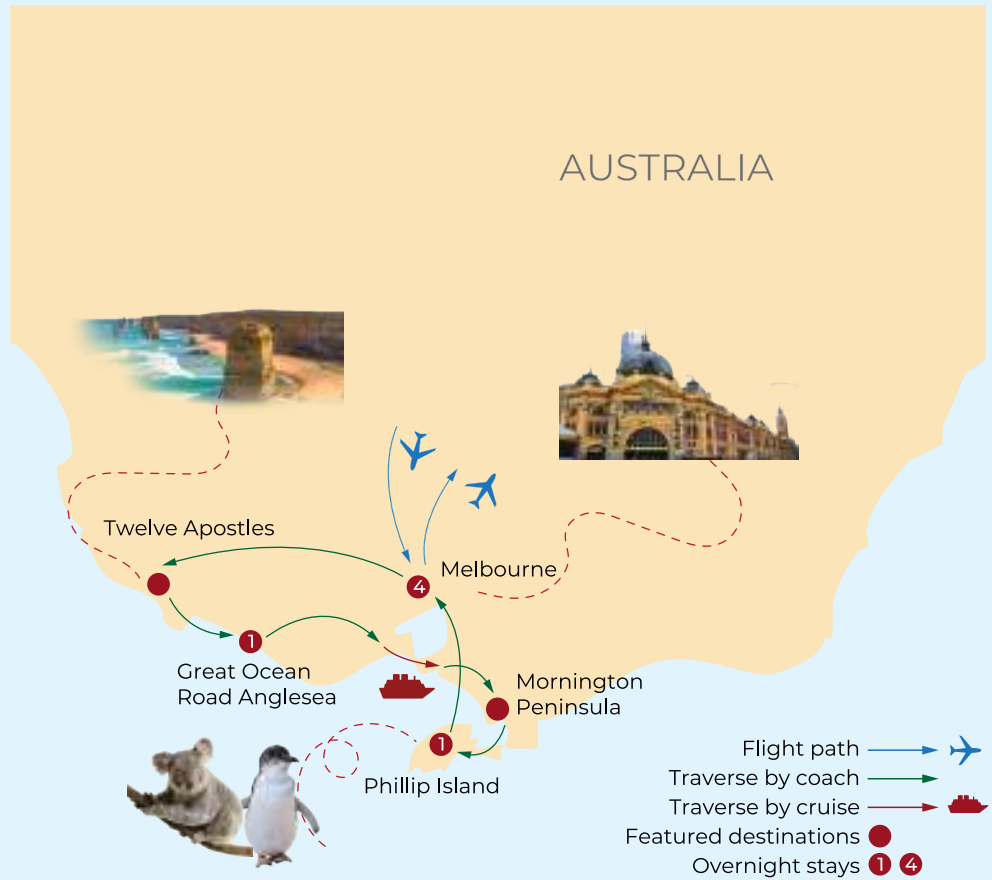 AUSTRALIA
Twelve Apostles
Melbourne
4
1
Great Ocean
Road Anglesea
Mornington
Peninsula
1
Phillip Island
Flight path
Traverse by coach
Traverse by cruise
Featured destinations
Overnight stays 1 4